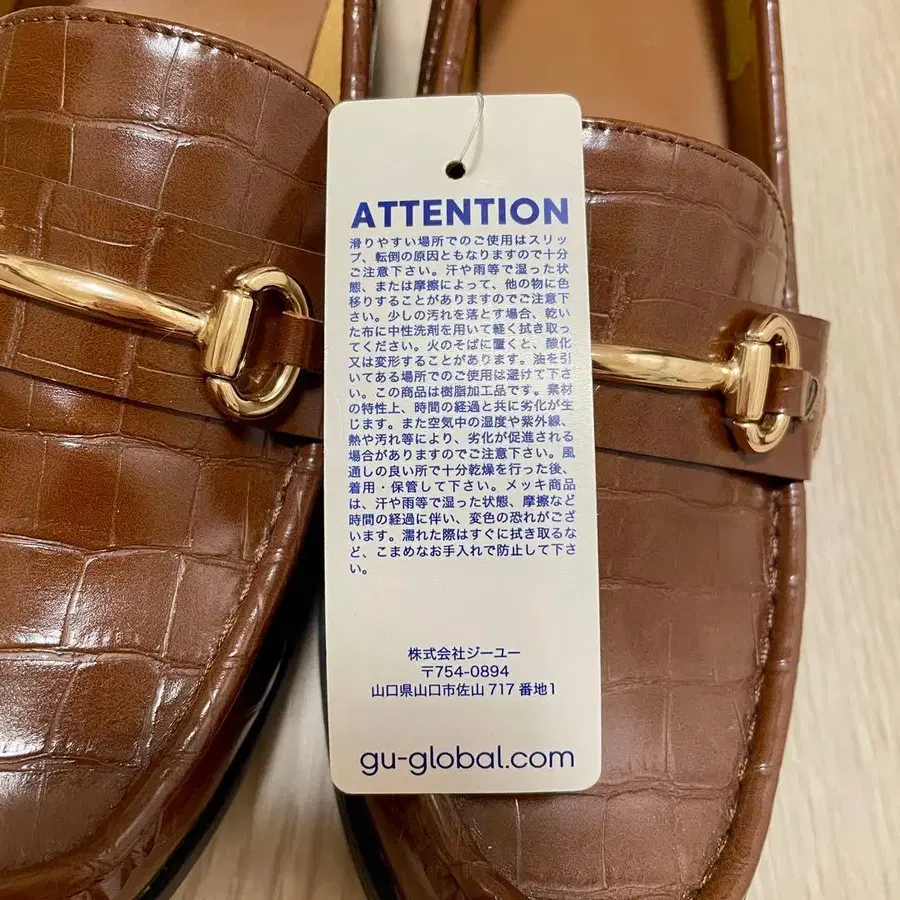 ATTENTION
滑りやすい場所でのご使用はスリッ
プ、転倒の原因ともなりますので十分
ご注意下さい。汗や雨等で湿った状
態、または摩擦によって、他の物に色
移りすることがありますのでご注意下
さい。少しの汚れを落とす場合、乾い
た布に中性洗剤を用いて軽く拭き取っ
てください。火のそばに置くと、酸化
又は変形することがあります。油を引
いてある場所でのご使用は避けて下さ
い。この商品は樹脂加工品です。素材
の特性上、時間の経過と共に劣化が生
じます。また空気中の湿度や紫外線、
熱や汚れ等により、劣化が促進される
場合がありますのでご注意下さい。風
通しの良い所で十分乾燥を行った後、
着用・保管して下さい。メッキ商品
は、汗や雨等で湿った状態、摩擦など
時間の経過に伴い、変色の恐れがござ
います。濡れた際はすぐに拭き取るな
ど、こまめなお手入れで防止して下さ
い。
株式会社ジーユー
〒754-0894
山口県山口市佐山 717 番地1
gu-global.com